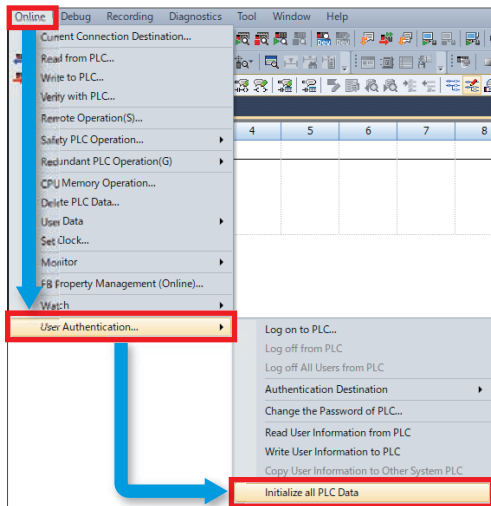 Online Debug Recording Diagnostics Tool Window Help
Current Connection Destination...
Read from PLC...
Write to PLC...
Verify with PLC...
Remote Operation(S)...
Safety PLC Operation...
Redundant PLC Operation(G)
CPU Memory Operation...
Delete PLC Data...
User Data
Set Clock...
Monitor
FB Property Management (Online)...
Watch
User Authentication...
4 5 6 7 8
Log on to PLC...
Log off from PLC
Log off All Users from PLC
Authentication Destination
Change the Password of PLC...
Read User Information from PLC
Write User Information to PLC
Copy User Information to Other System PLC
Initialize all PLC Data